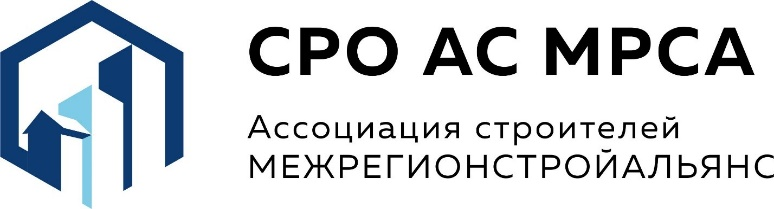 СРО АС МРСА
Ассоциация строителей
МЕЖРЕГИОНСТРОЙАЛЬЯНС